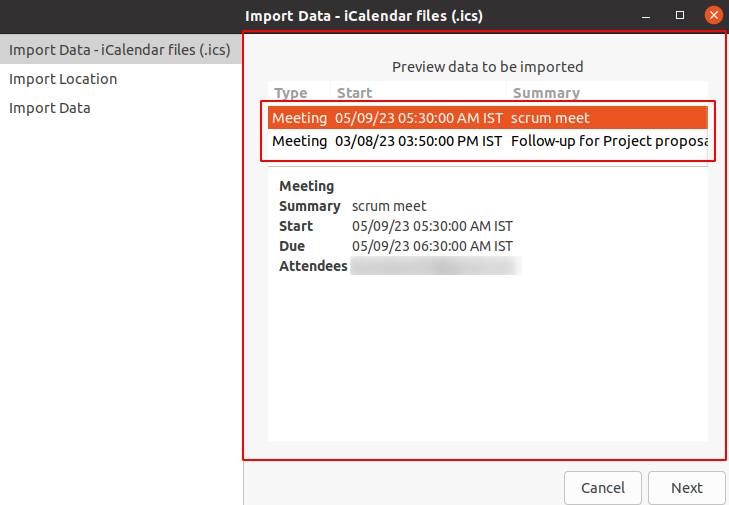 Import Data - iCalendar files (.ics)
Import Data - iCalendar files (.ics)
Import Location
Import Data
Preview data to be imported
Type Start Summary
Meeting 05/09/23 05:30:00 AM IST scrum meet
Meeting 03/08/23 03:50:00 PM IST Follow-up for Project proposa
Meeting
Summary scrum meet
Start 05/09/23 05:30:00 AM IST
Due 05/09/23 06:30:00 AM IST
Attendees
Cancel Next